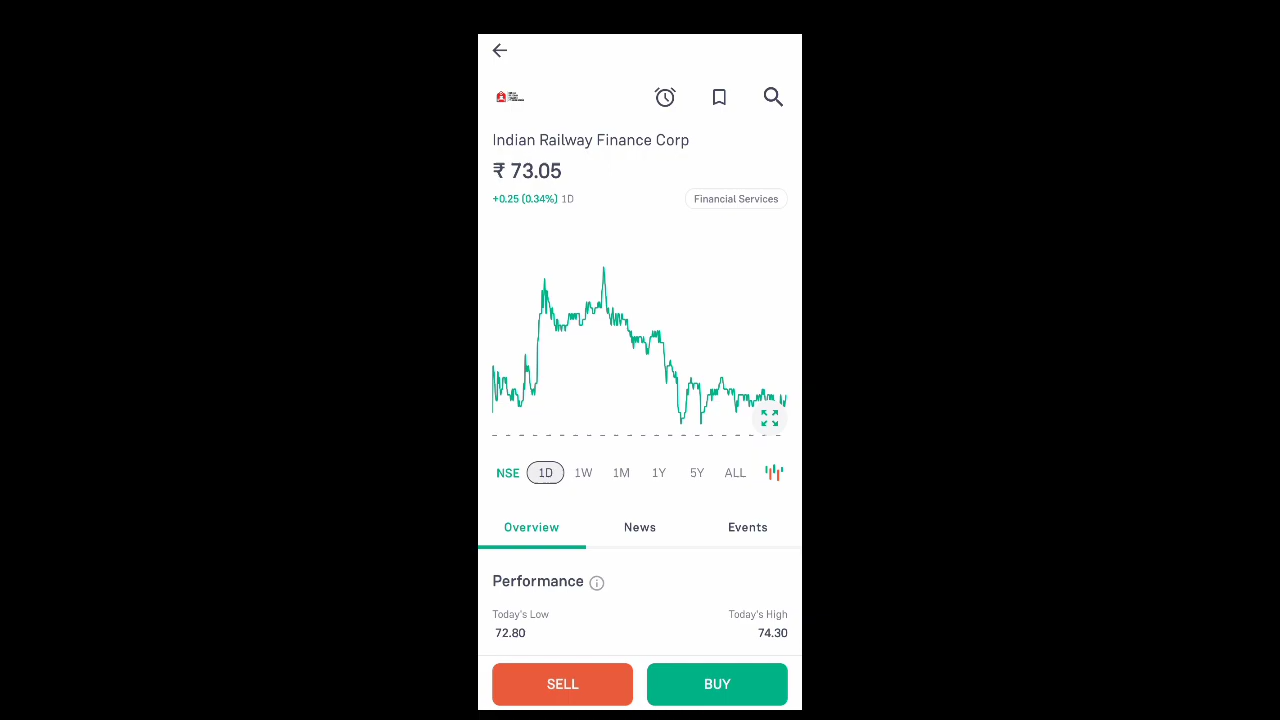 Indian Railway Finance Corp
₹ 73.05
+0.25 (0.34%) 1D
Financial Services
NSE 1D 1W 1M 1Y 5Y ALL
Overview News Events
Performance
Today's Low Today's High
72.80 74.30
SELL BUY